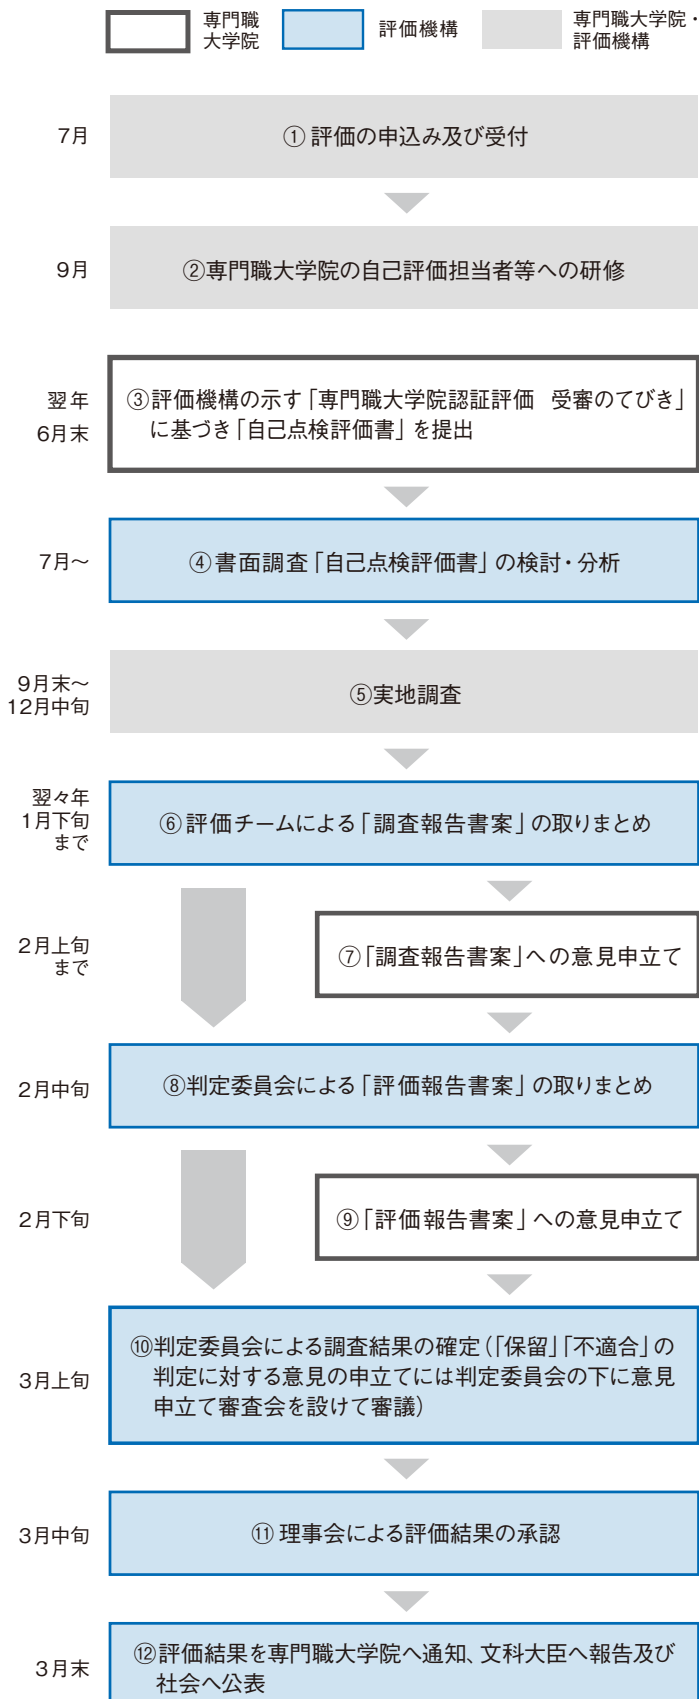 専門職
大学院
評価機構
専門職大学院・
評価機構
7月
①評価の申込み及び受付
9月
②専門職大学院の自己評価担当者等への研修
翌年
6月末
③評価機構の示す「専門職大学院認証評価　受審のてびき」
に基づき「自己点検評価書」を提出
7月～
④書面調査「自己点検評価書」の検討・分析
9月末～
12月中旬
⑤実地調査
翌々年
1月下旬
まで
⑥評価チームによる「調査報告書案」の取りまとめ
2月上旬
まで
⑦「調査報告書案」への意見申立て
2月中旬
⑧判定委員会による「評価報告書案」の取りまとめ
2月下旬
⑨「評価報告書案」への意見申立て
3月上旬
⑩判定委員会による調査結果の確定（「保留」「不適合」の
判定に対する意見の申立てには判定委員会の下に意見
申立て審査会を設けて審議）
3月中旬
⑪理事会による評価結果の承認
3月末
⑫評価結果を専門職大学院へ通知、文科大臣へ報告及び
社会へ公表